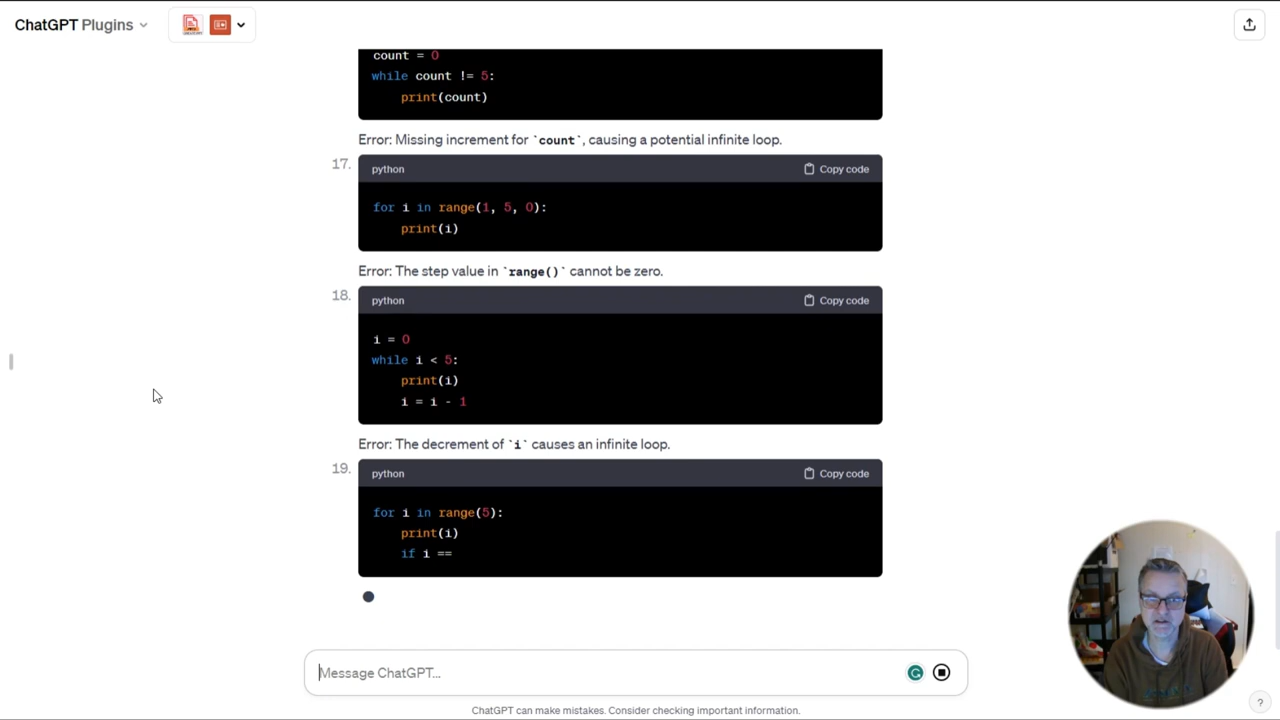 ChatGPT Plugins
count = 0
while count != 5:
    print(count)
Error: Missing increment for `count`, causing a potential infinite loop.
17.
python
Copy code
for i in range(1, 5, 0):
    print(i)
Error: The step value in `range()` cannot be zero.
18.
python
Copy code
i = 0
while i < 5:
    print(i)
    i = i - 1
Error: The decrement of `i` causes an infinite loop.
19.
python
Copy code
for i in range(5):
    print(i)
    if i ==
Message ChatGPT...
ChatGPT can make mistakes. Consider checking important information.
?